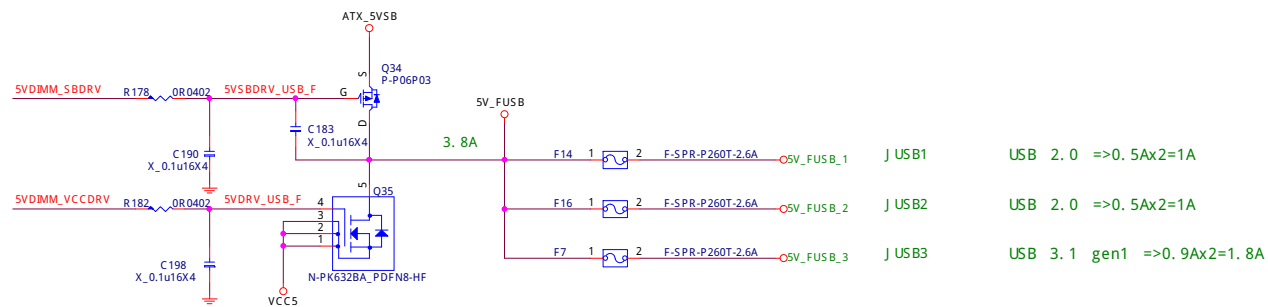 ATX_5VSB
S
Q34
P-P06P03
5VDIMM_SBDRV
R178
0R0402
5VSBDRV_USB_F
G
D
C183
X_0.1u16X4
C190
X_0.1u16X4
3.8A
5V_FUSB
F14 1 2 F-SPR-P260T-2.6A 5V_FUSB_1 JUSB1 USB 2.0 =>0.5Ax2=1A
5VDIMM_VCCDRV
R182
0R0402
5VDRV_USB_F
5
Q35
4
3
2
1
F16 1 2 F-SPR-P260T-2.6A 5V_FUSB_2 JUSB2 USB 2.0 =>0.5Ax2=1A
F7 1 2 F-SPR-P260T-2.6A 5V_FUSB_3 JUSB3 USB 3.1 gen1 =>0.9Ax2=1.8A
C198
X_0.1u16X4
N-PK632BA_PDFN8-HF
VCC5